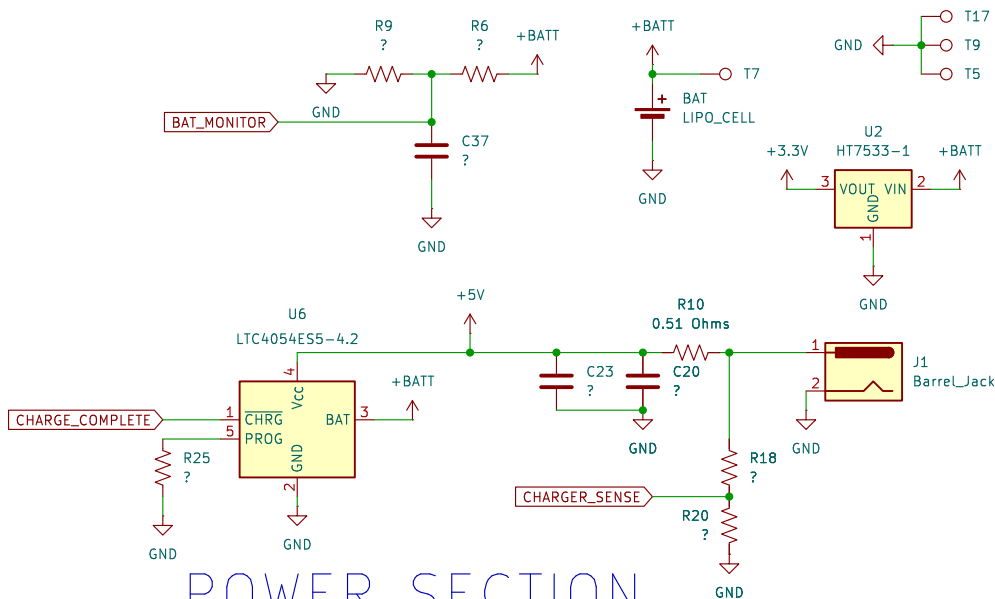 R9
?
R6
?
+BATT
GND
BAT_MONITOR
C37
?
GND
+BATT
T7
+
BAT
LIPO_CELL
GND
T17
GND
T9
T5
U2
HT7533-1
+3.3V
+BATT
3
VOUT
VIN
2
GND
1
GND
U6
LTC4054ES5-4.2
+5V
R10
0.51 Ohms
4
Vcc
+BATT
CHARGE_COMPLETE
1
CHRG
BAT
3
5
PROG
GND
2
R25
?
GND
GND
C23
?
C20
?
GND
1
2
J1
Barrel_Jack
GND
R18
?
CHARGER_SENSE
R20
?
GND
POWER SECTION